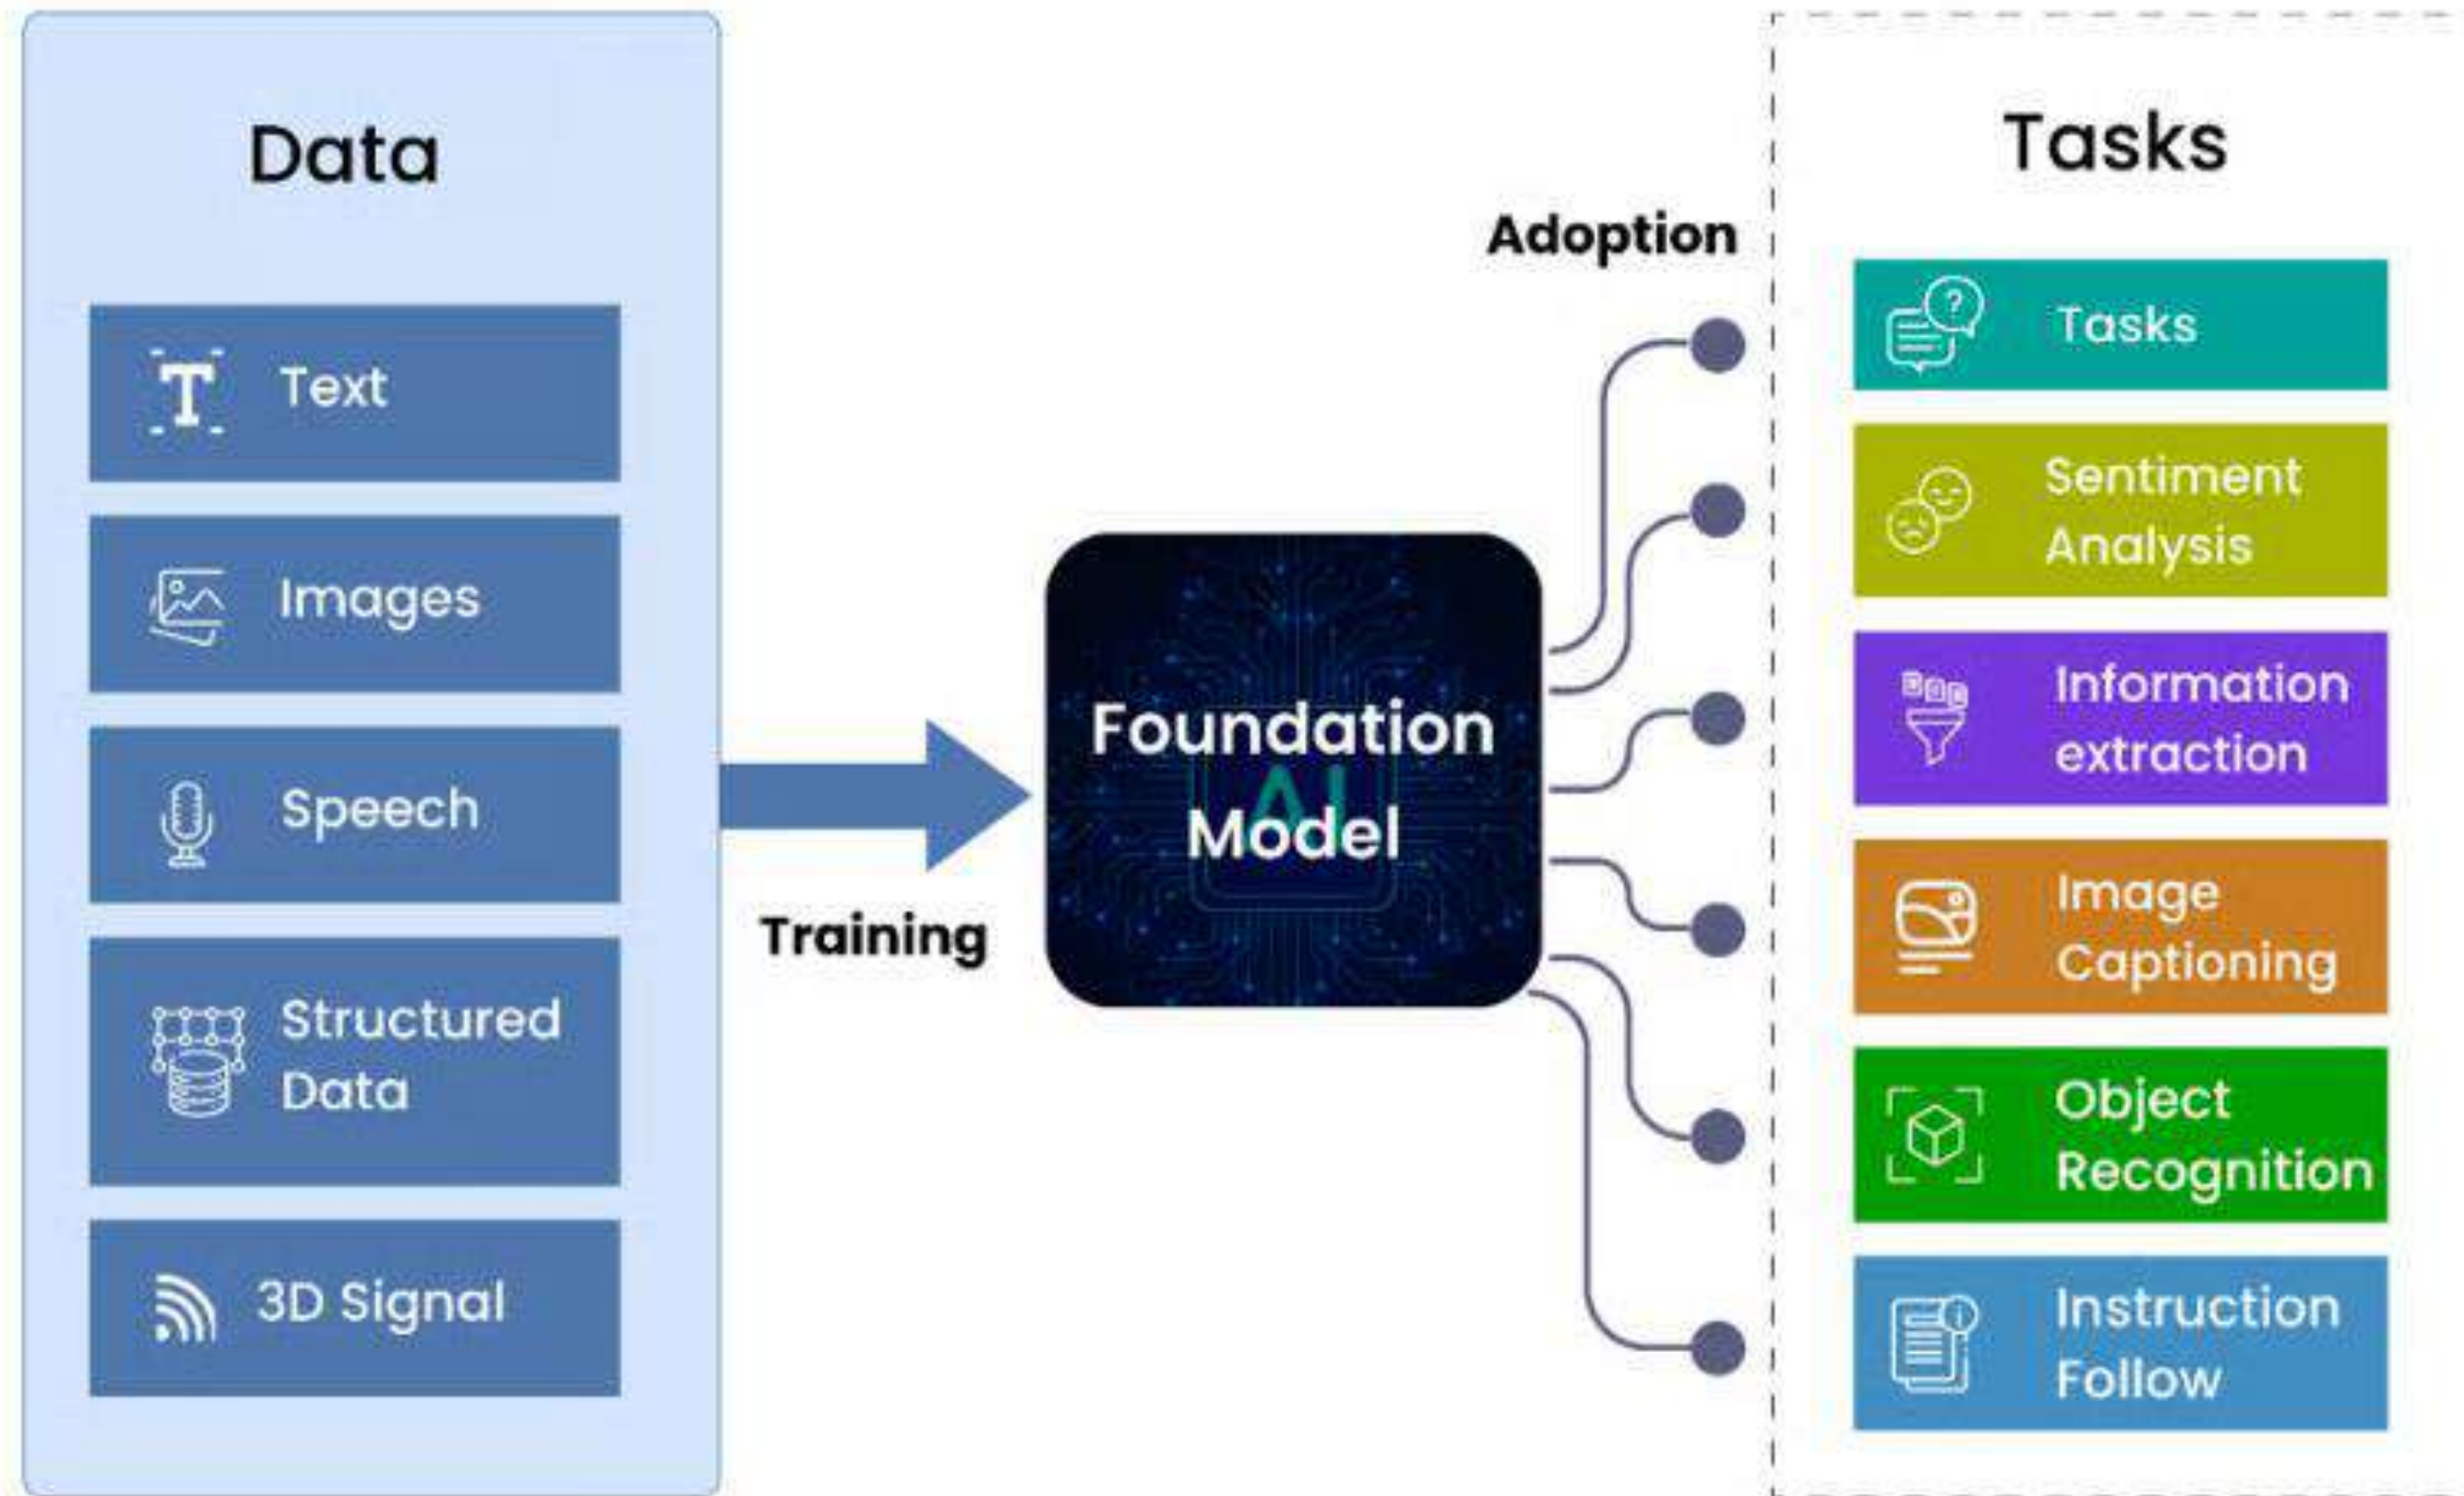 Data
Text
Images
Speech
Structured
Data
3D Signal
Training
Foundation
AI
Model
Adoption
Tasks
Tasks
Sentiment
Analysis
Information
extraction
Image
Captioning
Object
Recognition
Instruction
Follow